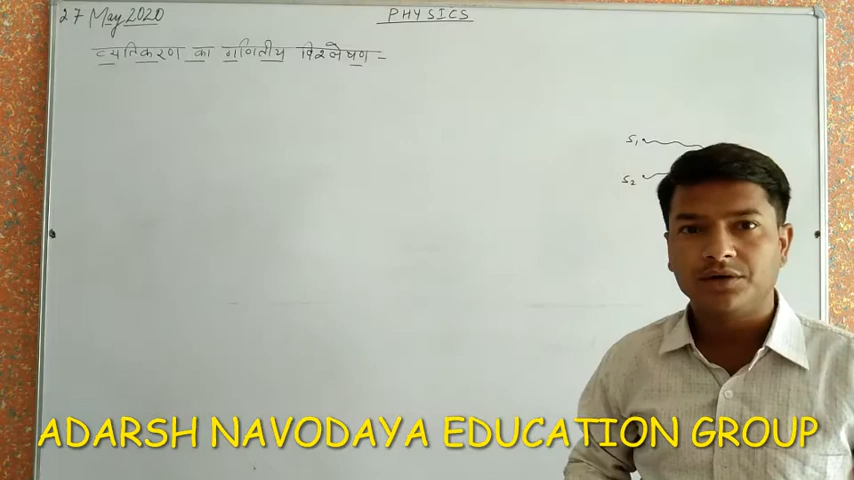 27 May 2020
PHYSICS
व्यतिकरण का गणितीय विश्लेषण -
S₁
S₂
ADARSH NAVODAYA EDUCATION GROUP